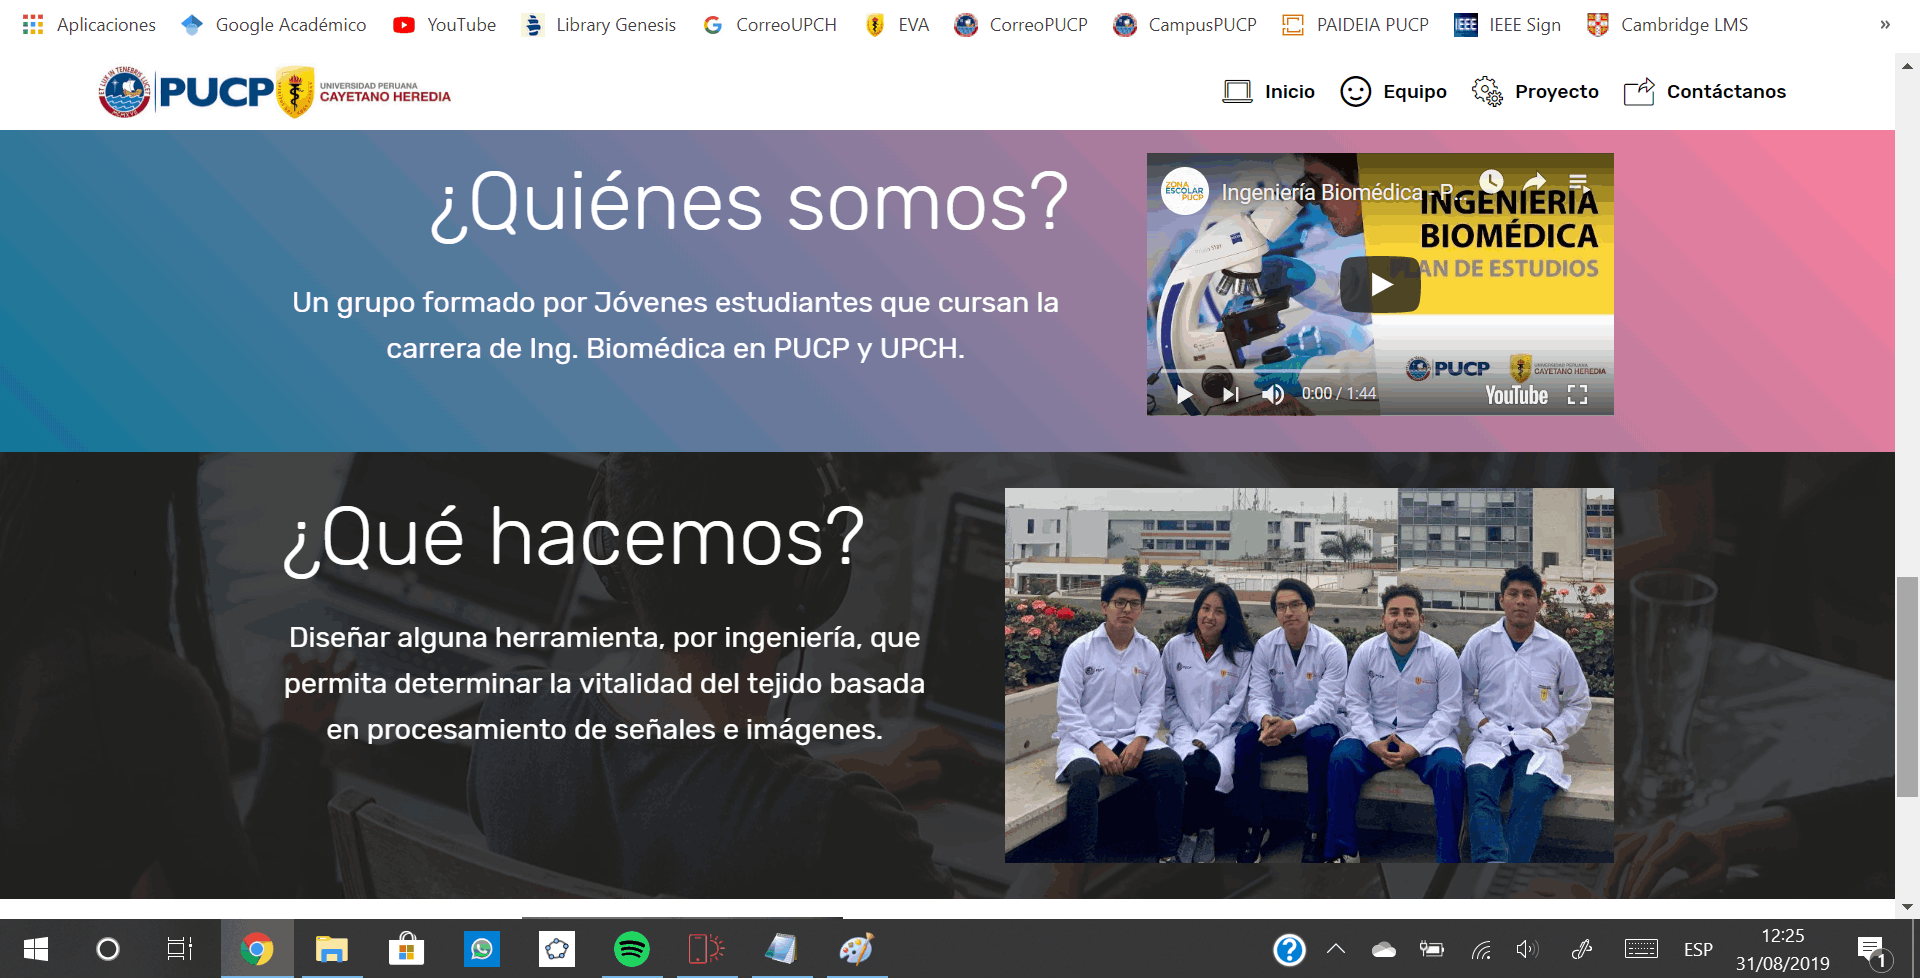 Aplicaciones Google Académico YouTube Library Genesis CorreoUPCH EVA CorreoPUCP CampusPUCP PAIDEIA PUCP IEEE IEEE Sign Cambridge LMS »
PUCP UNIVERSIDAD PERUANA
CAYETANO HEREDIA
Inicio Equipo Proyecto Contáctanos
¿Quiénes somos?
Un grupo formado por Jóvenes estudiantes que cursan la
carrera de Ing. Biomédica en PUCP y UPCH.
ZONA
ESCOLAR
PUCP
Ingeniería Biomédica - P...
INGENIERÍA
BIOMÉDICA
PLAN DE ESTUDIOS
PUCP UNIVERSIDAD PERUANA
CAYETANO HEREDIA
0:00 / 1:44 YouTube
¿Qué hacemos?
Diseñar alguna herramienta, por ingeniería, que
permita determinar la vitalidad del tejido basada
en procesamiento de señales e imágenes.
ESP
12:25
31/08/2019
1